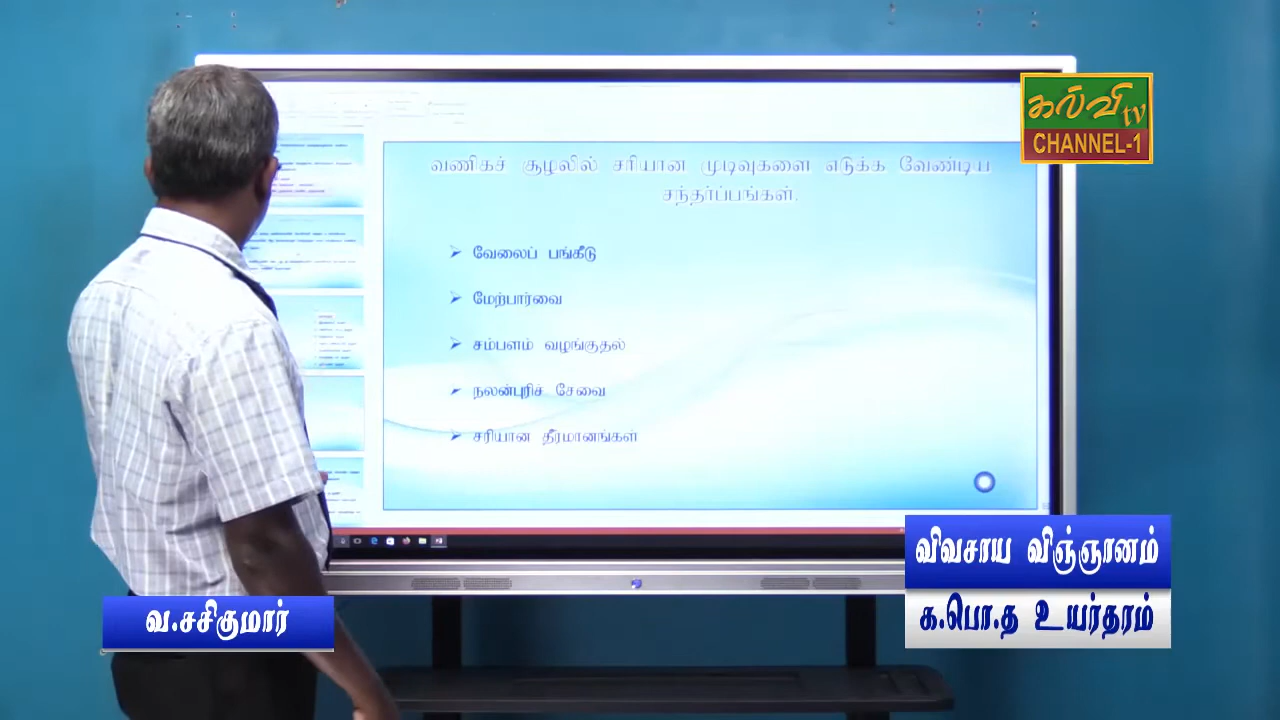 கல்வி tv
CHANNEL-1
வணிகச் சூழலில் சரியான முடிவுகளை எடுக்க வேண்டிய
சந்தர்ப்பங்கள்.
➢ வேலைப் பங்கீடு
➢ மேற்பார்வை
➢ சம்பளம் வழங்குதல்
➢ நலன்புரிச் சேவை
➢ சரியான தீர்மானங்கள்
விவசாய விஞ்ஞானம்
க.பொ.த உயர்தரம்
வ.சசிகுமார்